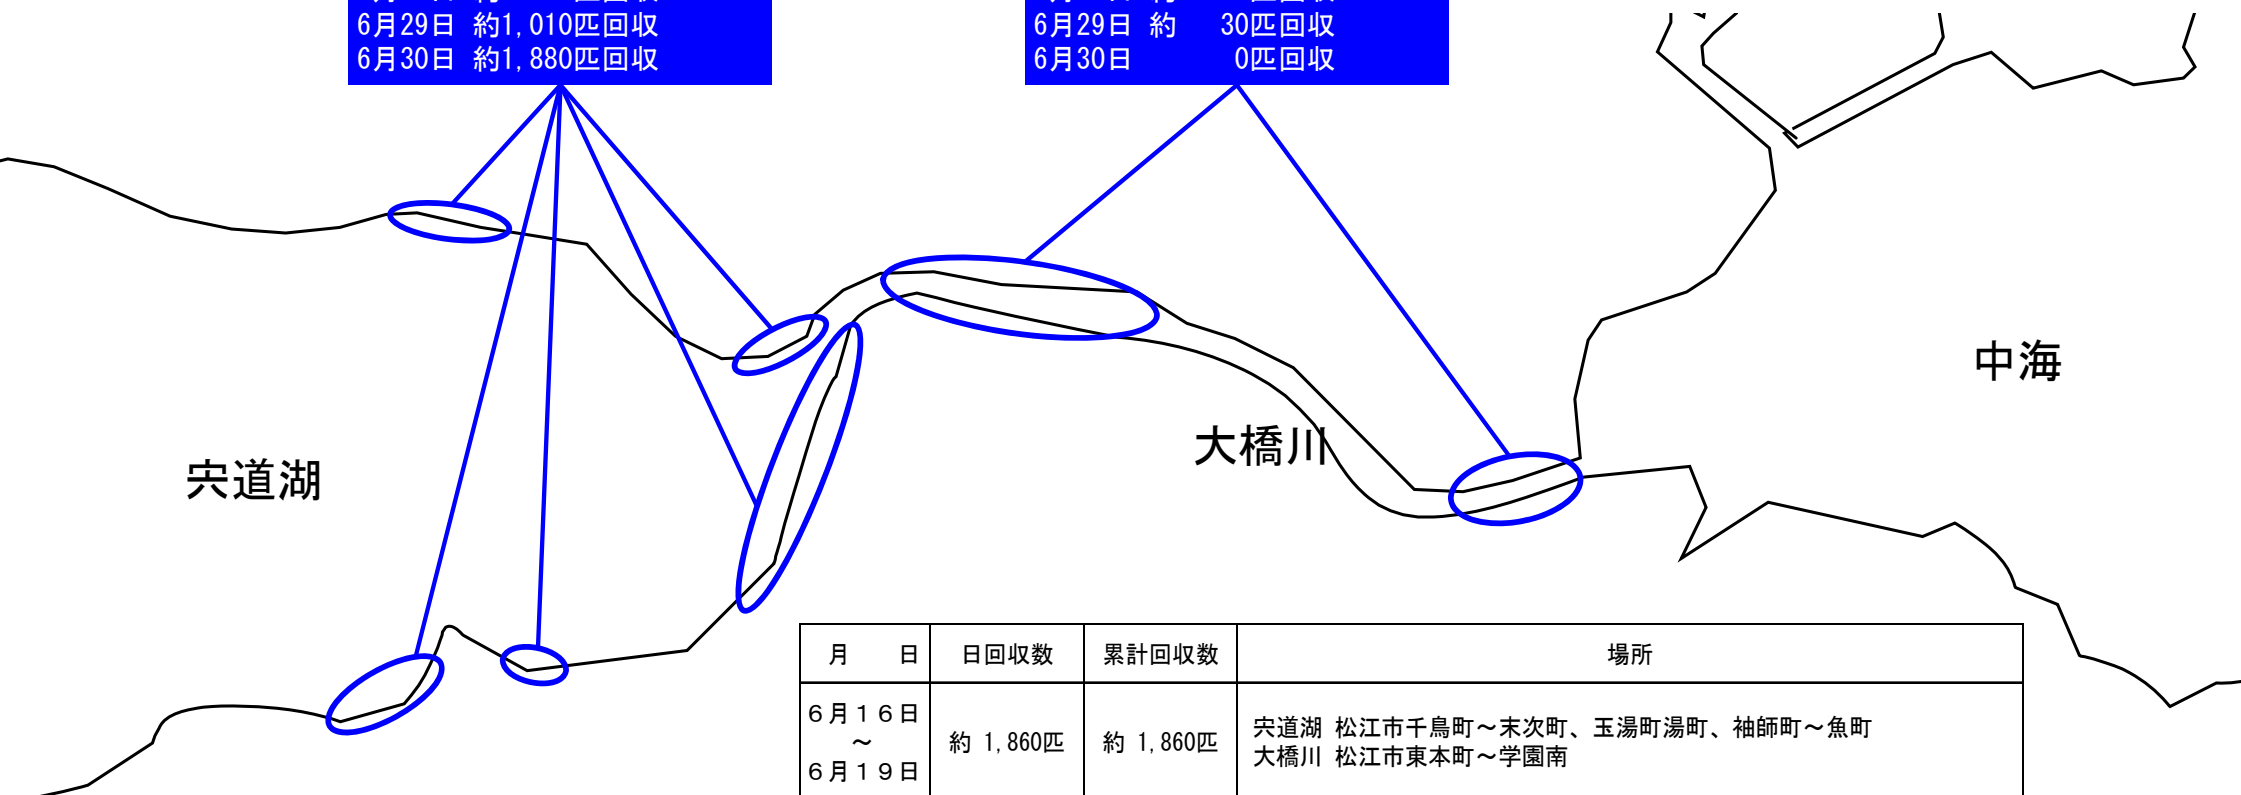 6月29日 約1,010匹回収
6月30日 約1,880匹回収
6月29日 約 30匹回収
6月30日 0匹回収
中海
大橋川
宍道湖
月 日 日回収数 累計回収数 場所
6月16日
~
6月19日
約 1,860匹 約 1,860匹
宍道湖 松江市千鳥町~末次町、玉湯町湯町、袖師町~魚町
大橋川 松江市東本町~学園南